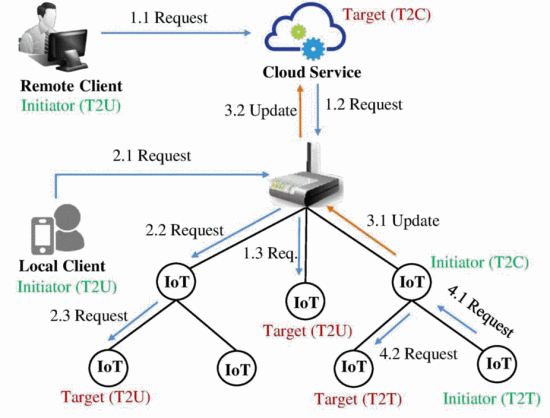 1.1 Request
Target (T2C)
Remote Client
Initiator (T2U)
Cloud Service
3.2 Update
1.2 Request
2.1 Request
Local Client
Initiator (T2U)
2.2 Request
1.3 Req.
3.1 Update
Initiator (T2C)
IoT
IoT
IoT
2.3 Request
Target (T2U)
4.1 Request
4.2 Request
IoT
IoT
IoT
IoT
Target (T2U)
Target (T2T)
Initiator (T2T)